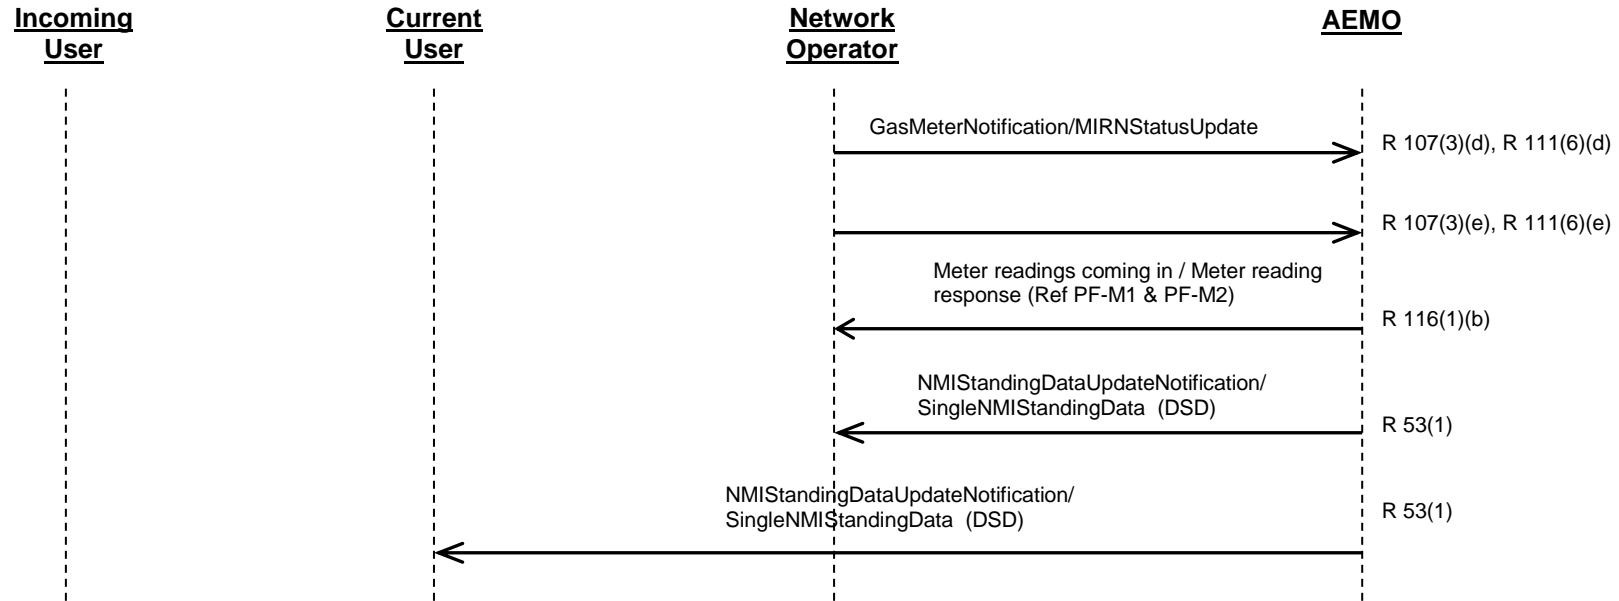 Incoming
User
Current
User
Network
Operator
AEMO
GasMeterNotification/MIRNStatusUpdate
R 107(3)(d), R 111(6)(d)
R 107(3)(e), R 111(6)(e)
Meter readings coming in / Meter reading
response (Ref PF-M1 & PF-M2)
R 116(1)(b)
NMIStandingDataUpdateNotification/
SingleNMIStandingData (DSD)
R 53(1)
NMIStandingDataUpdateNotification/
SingleNMIStandingData (DSD)
R 53(1)